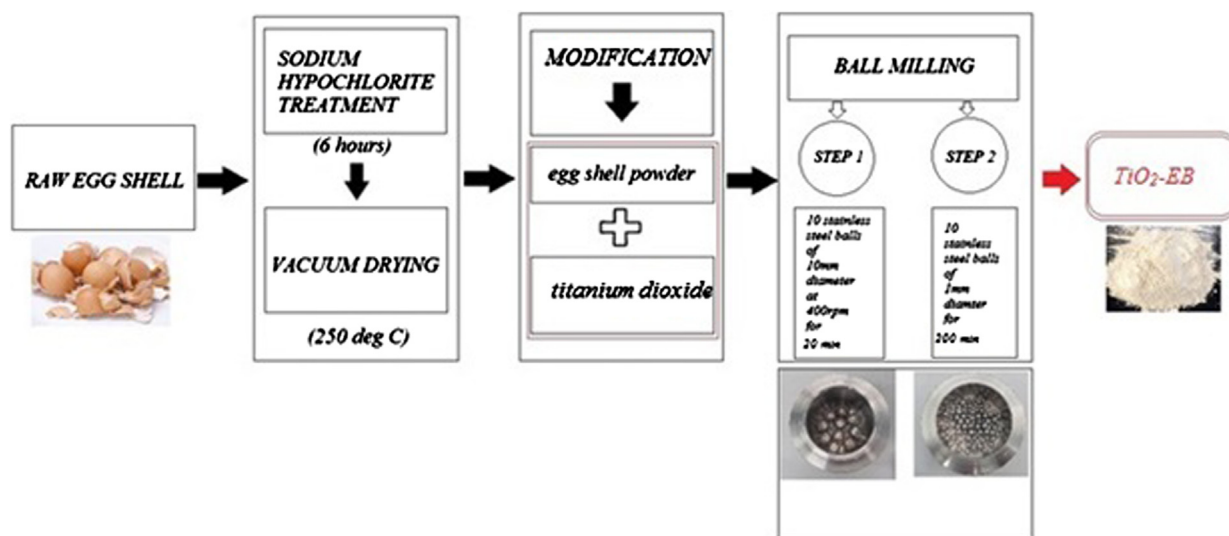 RAW EGG SHELL
SODIUM
HYPOCHLORITE
TREATMENT
(6 hours)
VACUUM DRYING
(250 deg C)
MODIFICATION
egg shell powder
titanium dioxide
BALL MILLING
STEP 1
10 stainless
steel balls
of
10mm
diameter
at
400rpm
for
20 min
STEP 2
10
stainless
steel balls
of
1mm
diamter
for
200 min
TiO₂-EB